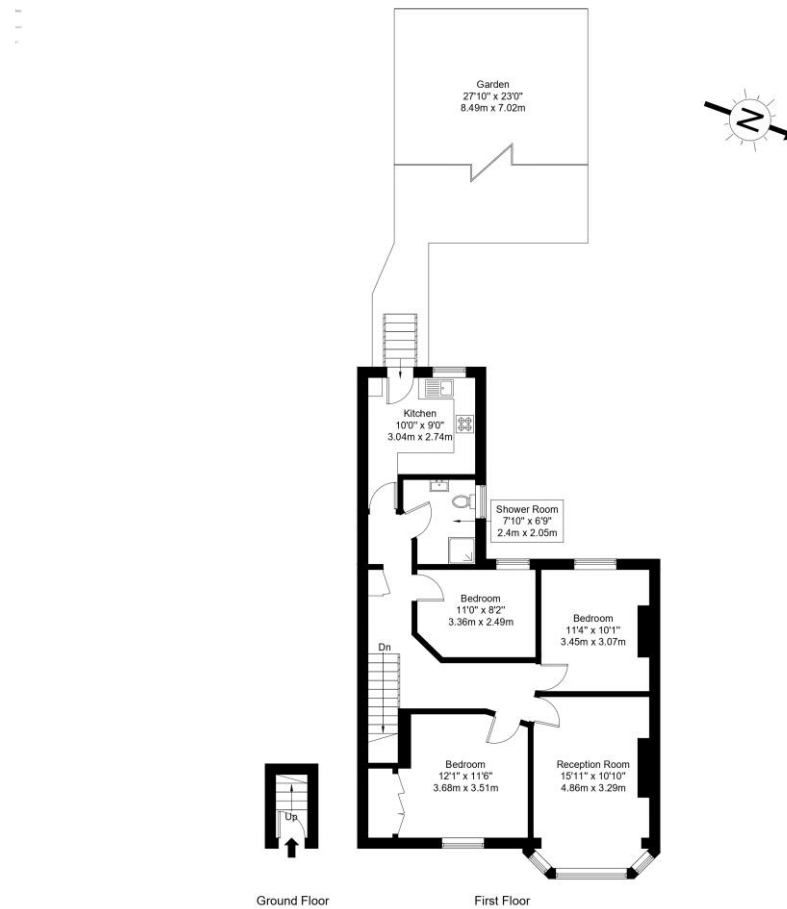 Garden
27'10" x 23'0"
8.49m x 7.02m
N
Kitchen
10'0" x 9'0"
3.04m x 2.74m
Shower Room
7'10" x 6'9"
2.4m x 2.05m
Bedroom
11'0" x 8'2"
3.36m x 2.49m
Bedroom
11'4" x 10'1"
3.45m x 3.07m
Dn
Bedroom
12'1" x 11'6"
3.68m x 3.51m
Reception Room
15'11" x 10'10"
4.86m x 3.29m
Up
Ground Floor
First Floor